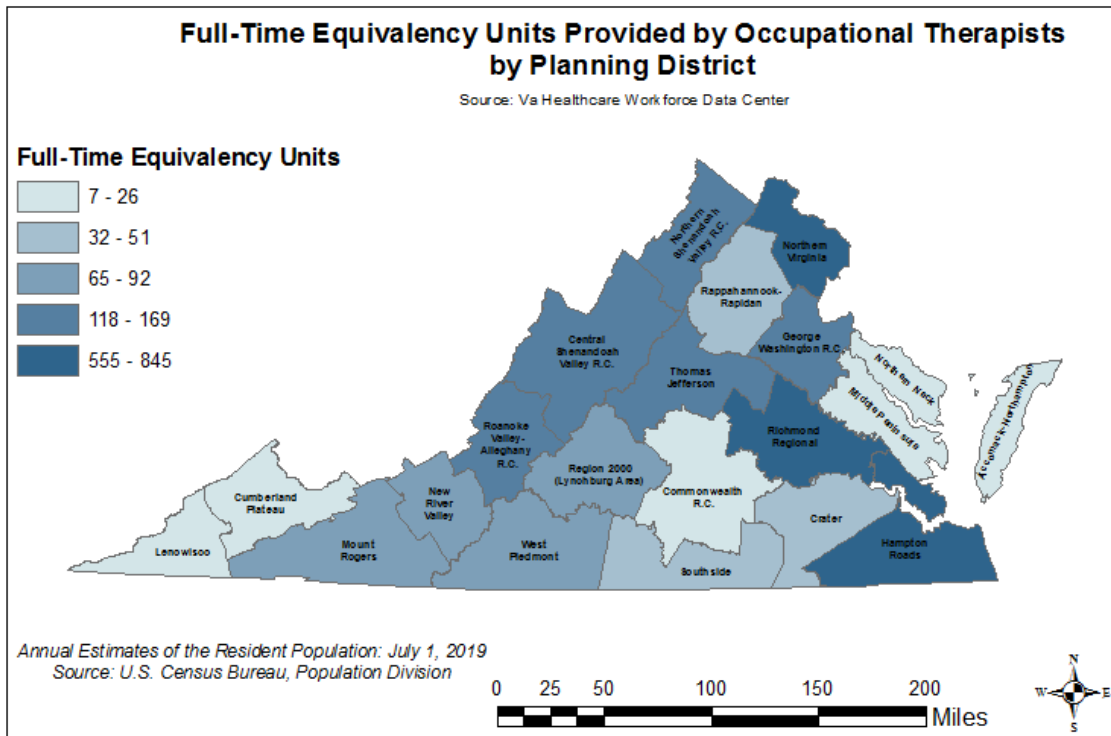 Full-Time Equivalency Units Provided by Occupational Therapists
by Planning District
Source: Va Healthcare Workforce Data Center
Full-Time Equivalency Units
7 - 26
32 - 51
65 - 92
118 - 169
555 - 845
Northern
Shenandoah
Valley R.C.
Northern
Virginia
Rappahannook-
Rapidan
Central
Shenandoah
Valley R.C.
George
Washington R.C.
Thomas
Jefferson
Northern Neck
Middle Peninsula
Accomack-Northampton
Richmond
Regional
Roanoke
Valley-
Alleghany
R.C.
Region 2000
(Lynohburg Area)
Commonwealth
R.C.
Cumberland
Plateau
New
River
Valley
Crater
Lenowisoo
Mount
Rogers
West
Piedmont
Southside
Hampton
Roads
Annual Estimates of the Resident Population: July 1, 2019
Source: U.S. Census Bureau, Population Division
0 25 50 100 150 200
Miles
N
W E
S